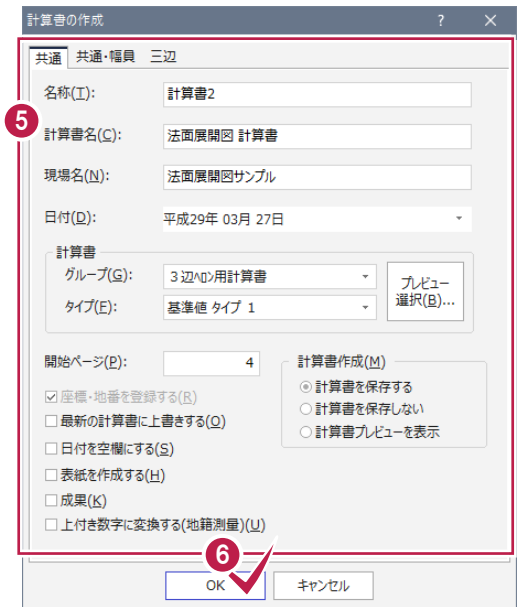 計算書の作成 ? ×
共通 共通・幅員 三辺
5
名称(T): 計算書2
計算書名(C): 法面展開図 計算書
現場名(N): 法面展開図サンプル
日付(D): 平成29年 03月 27日
計算書
グループ(G): 3辺ヘロン用計算書
タイプ(F): 基準値 タイプ 1
プレビュー
選択(B)...
開始ページ(P): 4
☑座標・地番を登録する(R)
□最新の計算書に上書きする(O)
□日付を空欄にする(S)
□表紙を作成する(H)
□成果(K)
□上付き数字に変換する(地籍測量)(U)
計算書作成(M)
計算書を保存する
計算書を保存しない
計算書プレビューを表示
6
OK キャンセル